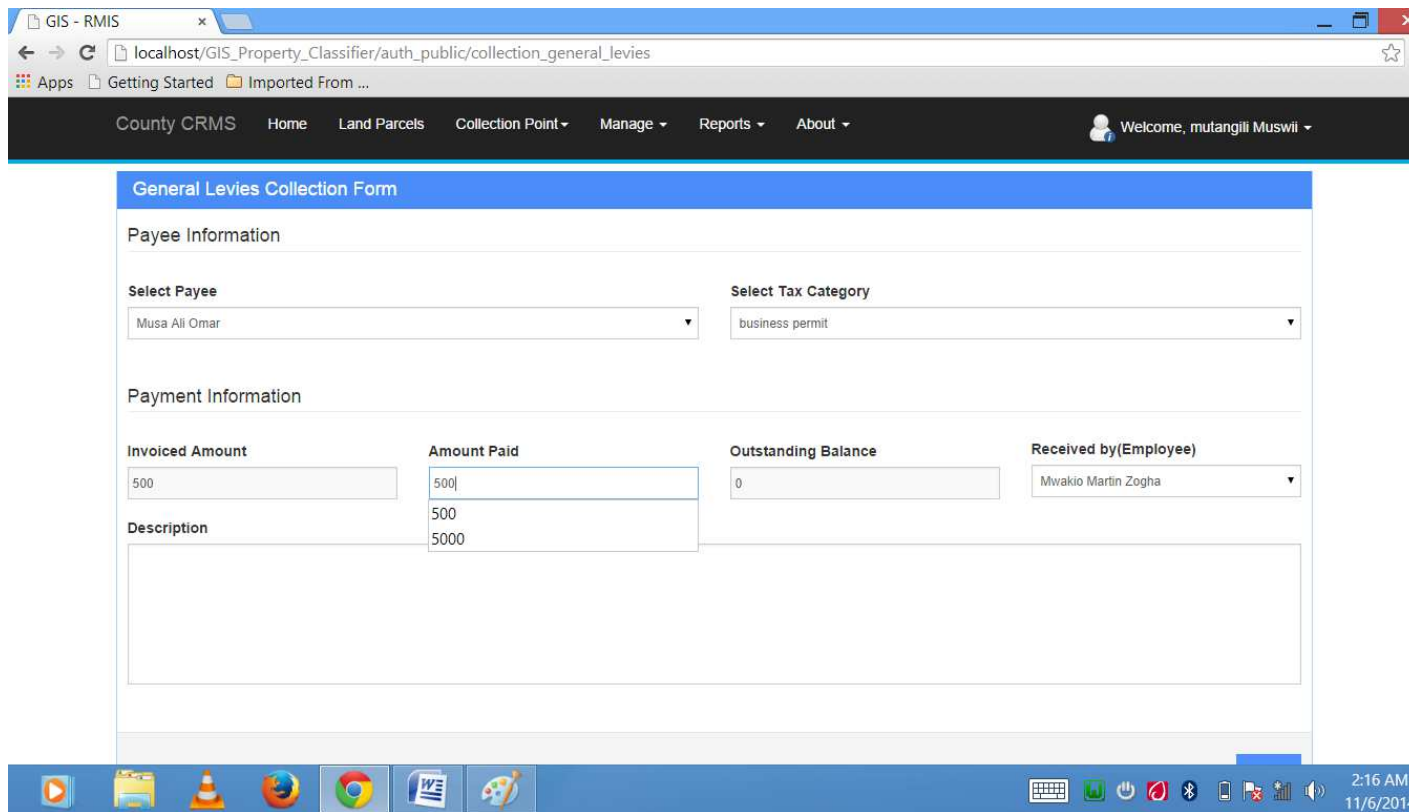 GIS - RMIS
localhost/GIS_Property_Classifier/auth_public/collection_general_levies
Apps Getting Started Imported From ...
County CRMS Home Land Parcels Collection Point Manage Reports About Welcome, mutangili Muswii
General Levies Collection Form
Payee Information
Select Payee Select Tax Category
Musa Ali Omar business permit
Payment Information
Invoiced Amount Amount Paid Outstanding Balance Received by(Employee)
500 500 0 Mwakio Martin Zogha
500
Description
5000
2:16 AM